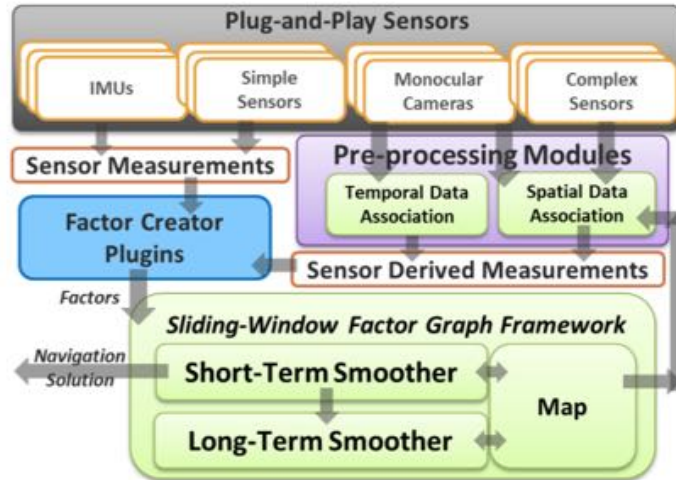 Plug-and-Play Sensors
IMUs
Simple
Sensors
Monocular
Cameras
Complex
Sensors
Sensor Measurements
Pre-processing Modules
Temporal Data
Association
Spatial Data
Association
Factor Creator
Plugins
Sensor Derived Measurements
Factors
Sliding-Window Factor Graph Framework
Navigation
Solution
Short-Term Smoother
Map
Long-Term Smoother